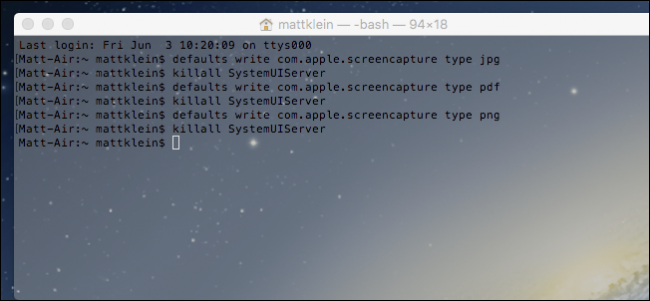 mattklein — -bash — 94×18
Last login: Fri Jun  3 10:20:09 on ttys000
[Matt-Air:~ mattklein$ defaults write com.apple.screencapture type jpg
[Matt-Air:~ mattklein$ killall SystemUIServer
[Matt-Air:~ mattklein$ defaults write com.apple.screencapture type pdf
[Matt-Air:~ mattklein$ killall SystemUIServer
[Matt-Air:~ mattklein$ defaults write com.apple.screencapture type png
[Matt-Air:~ mattklein$ killall SystemUIServer
Matt-Air:~ mattklein$